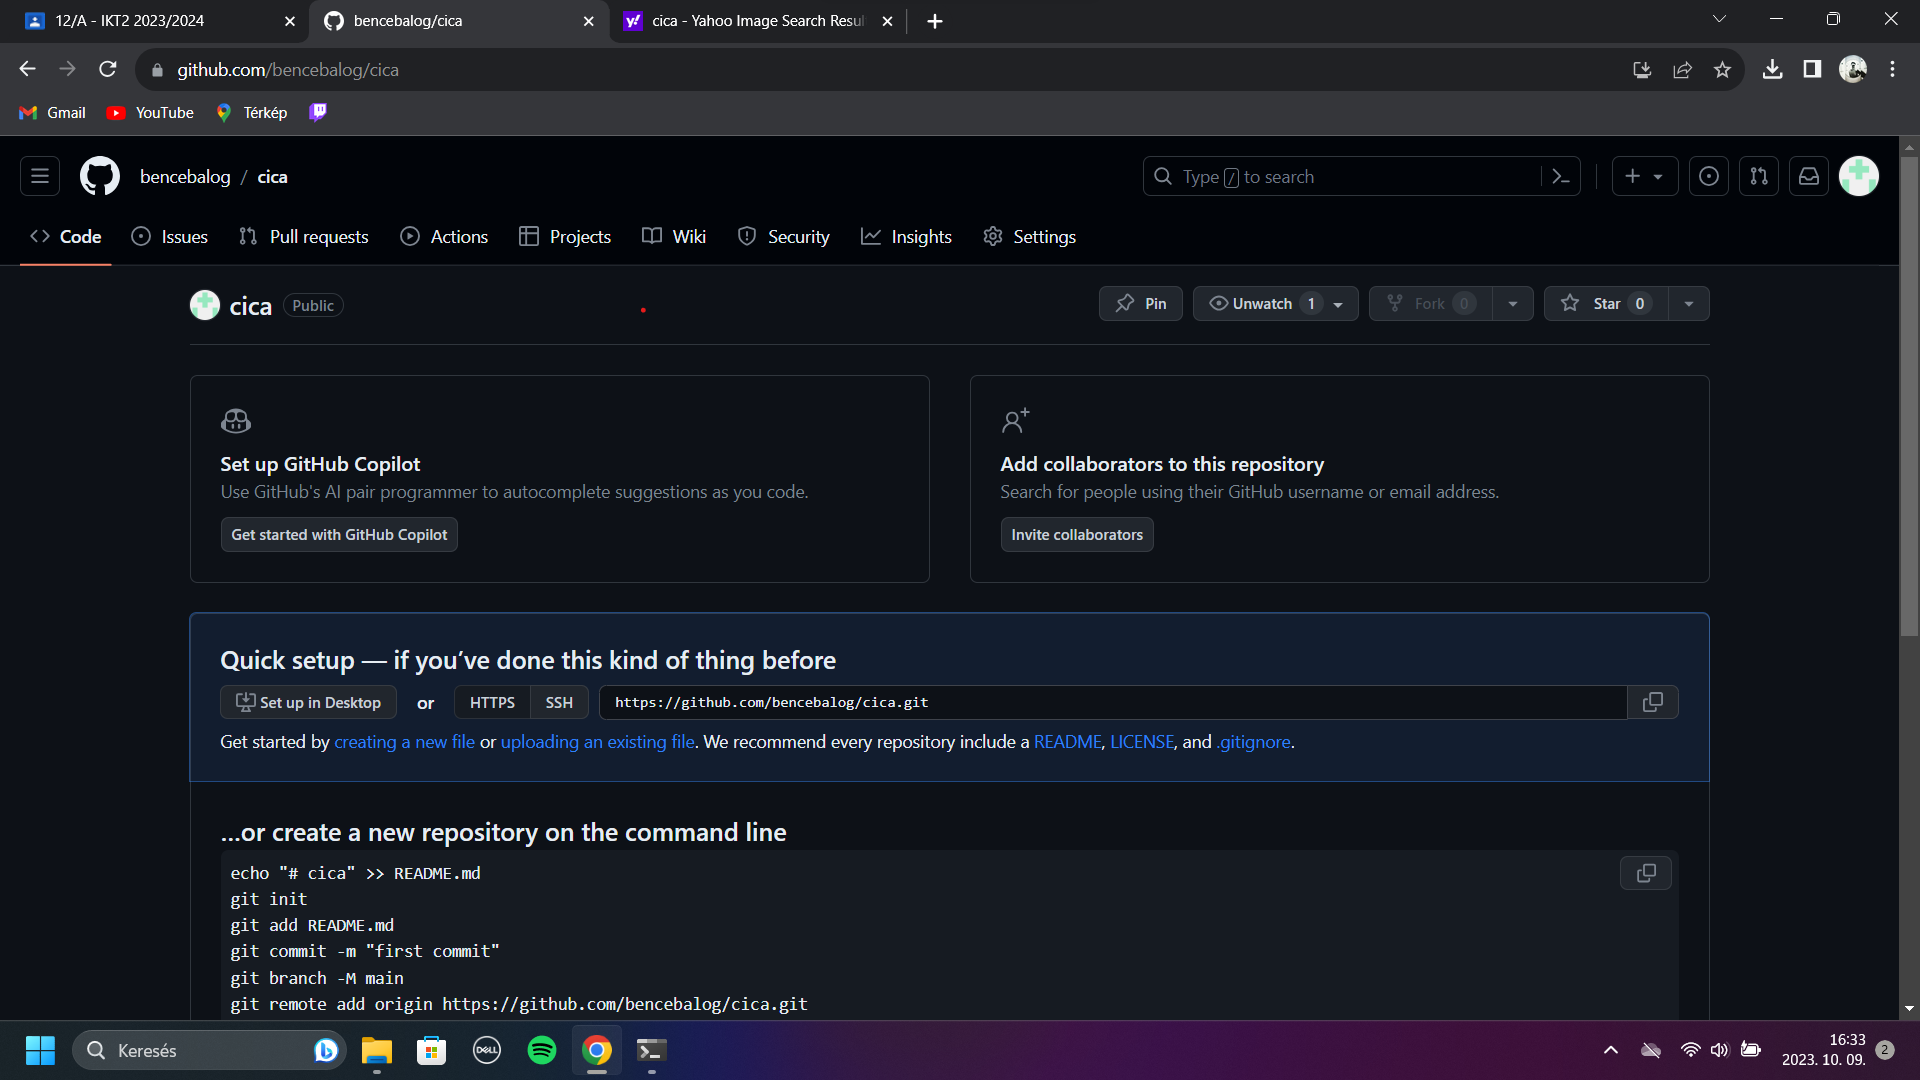 12/A - IKT2 2023/2024
bencebalog/cica
cica - Yahoo Image Search Resul
github.com/bencebalog/cica
Gmail
YouTube
Térkép
bencebalog / cica
Type / to search
Code
Issues
Pull requests
Actions
Projects
Wiki
Security
Insights
Settings
cica Public
Pin
Unwatch 1
Fork 0
Star 0
Set up GitHub Copilot
Use GitHub's AI pair programmer to autocomplete suggestions as you code.
Get started with GitHub Copilot
Add collaborators to this repository
Search for people using their GitHub username or email address.
Invite collaborators
Quick setup — if you’ve done this kind of thing before
Set up in Desktop or HTTPS SSH https://github.com/bencebalog/cica.git
Get started by creating a new file or uploading an existing file. We recommend every repository include a README, LICENSE, and .gitignore.
…or create a new repository on the command line
echo "# cica" >> README.md
git init
git add README.md
git commit -m "first commit"
git branch -M main
git remote add origin https://github.com/bencebalog/cica.git
Keresés
DELL
16:33
2023. 10. 09.
2